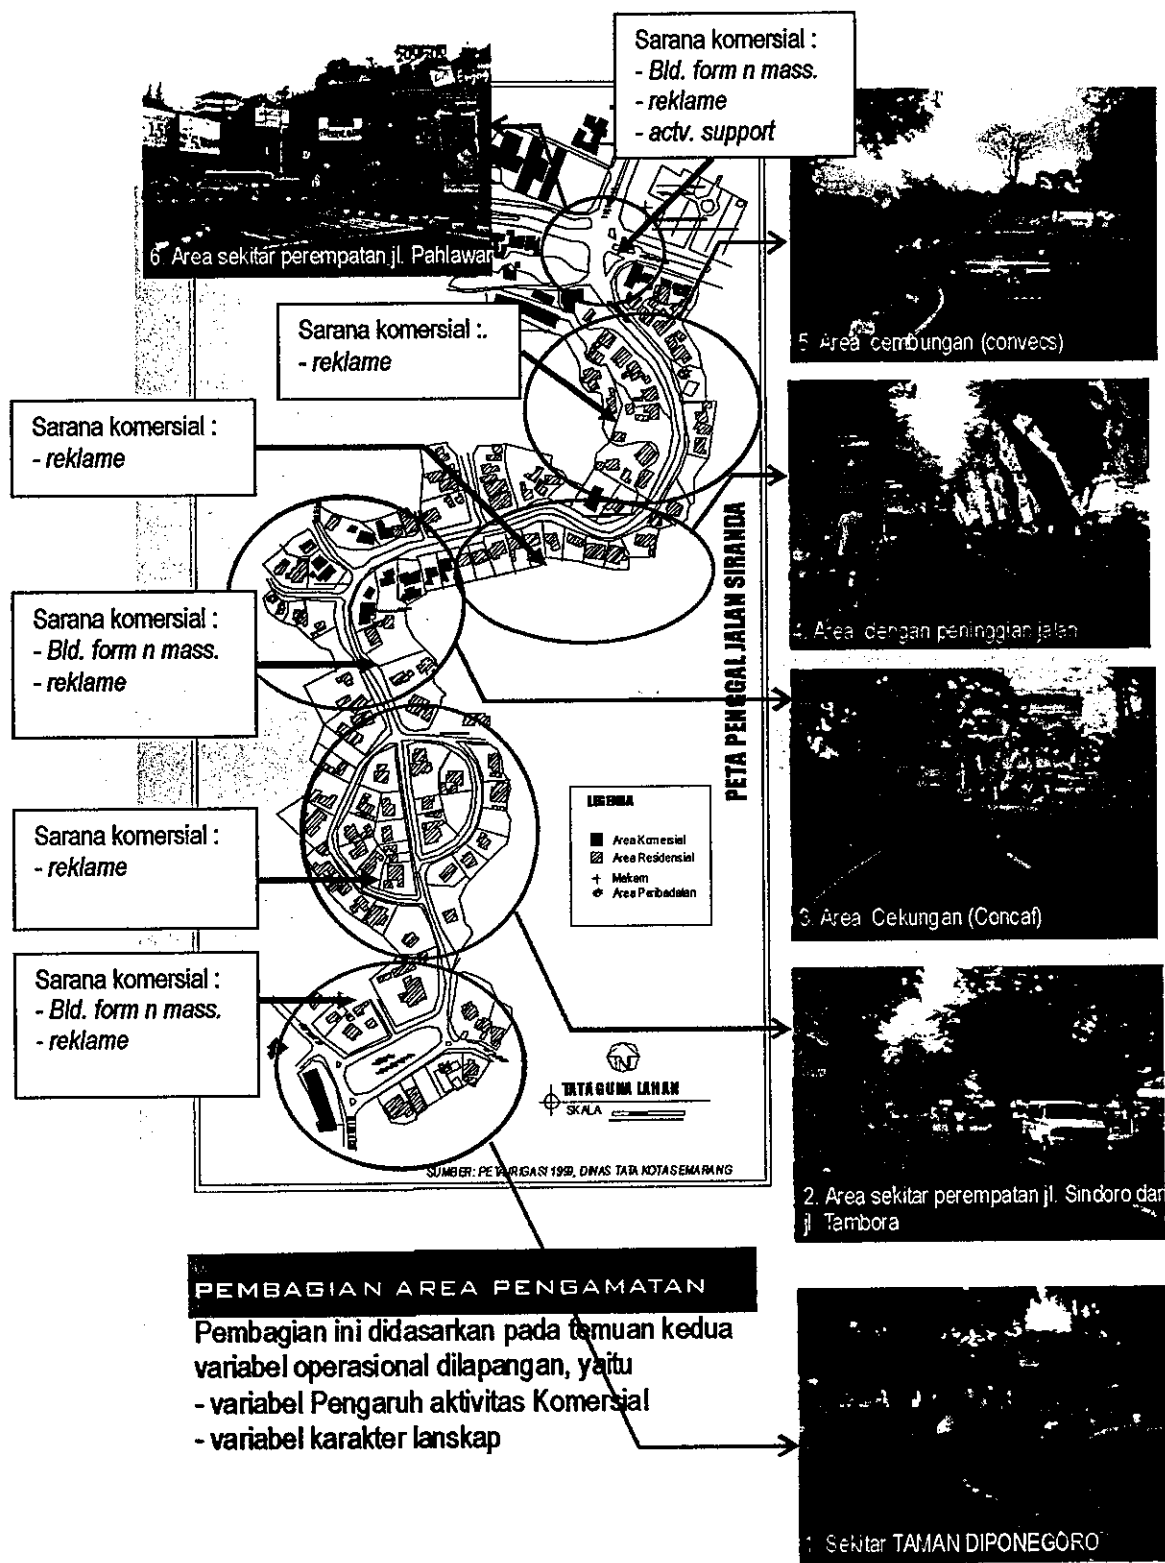 Sarana komersial :
- Bld. form n mass.
- reklame
- actv. support
6. Area sekitar perempatan jl. Pahlawan
5. Area cembungan (convecs)
Sarana komersial :.
- reklame
Sarana komersial :
- reklame
4. Area dengan peninggian jalan
Sarana komersial :
- Bld. form n mass.
- reklame
PETA PENGGAL JALAN SIRANDA
3. Area Cekungan (Concaf)
LEGENDA
Area Komersial
Area Residensial
Makam
Area Peribadatan
Sarana komersial :
- reklame
Sarana komersial :
- Bld. form n mass.
- reklame
2. Area sekitar perempatan jl. Sindoro dan
jl Tambora
TATA GUNA LAHAN
SKALA
SUMBER: PETA IRIGASI 1999, DINAS TATA KOTA SEMARANG
PEMBAGIAN AREA PENGAMATAN
Pembagian ini didasarkan pada temuan kedua
variabel operasional dilapangan, yaitu
- variabel Pengaruh aktivitas Komersial
- variabel karakter lanskap
1. Sekitar TAMAN DIPONEGORO